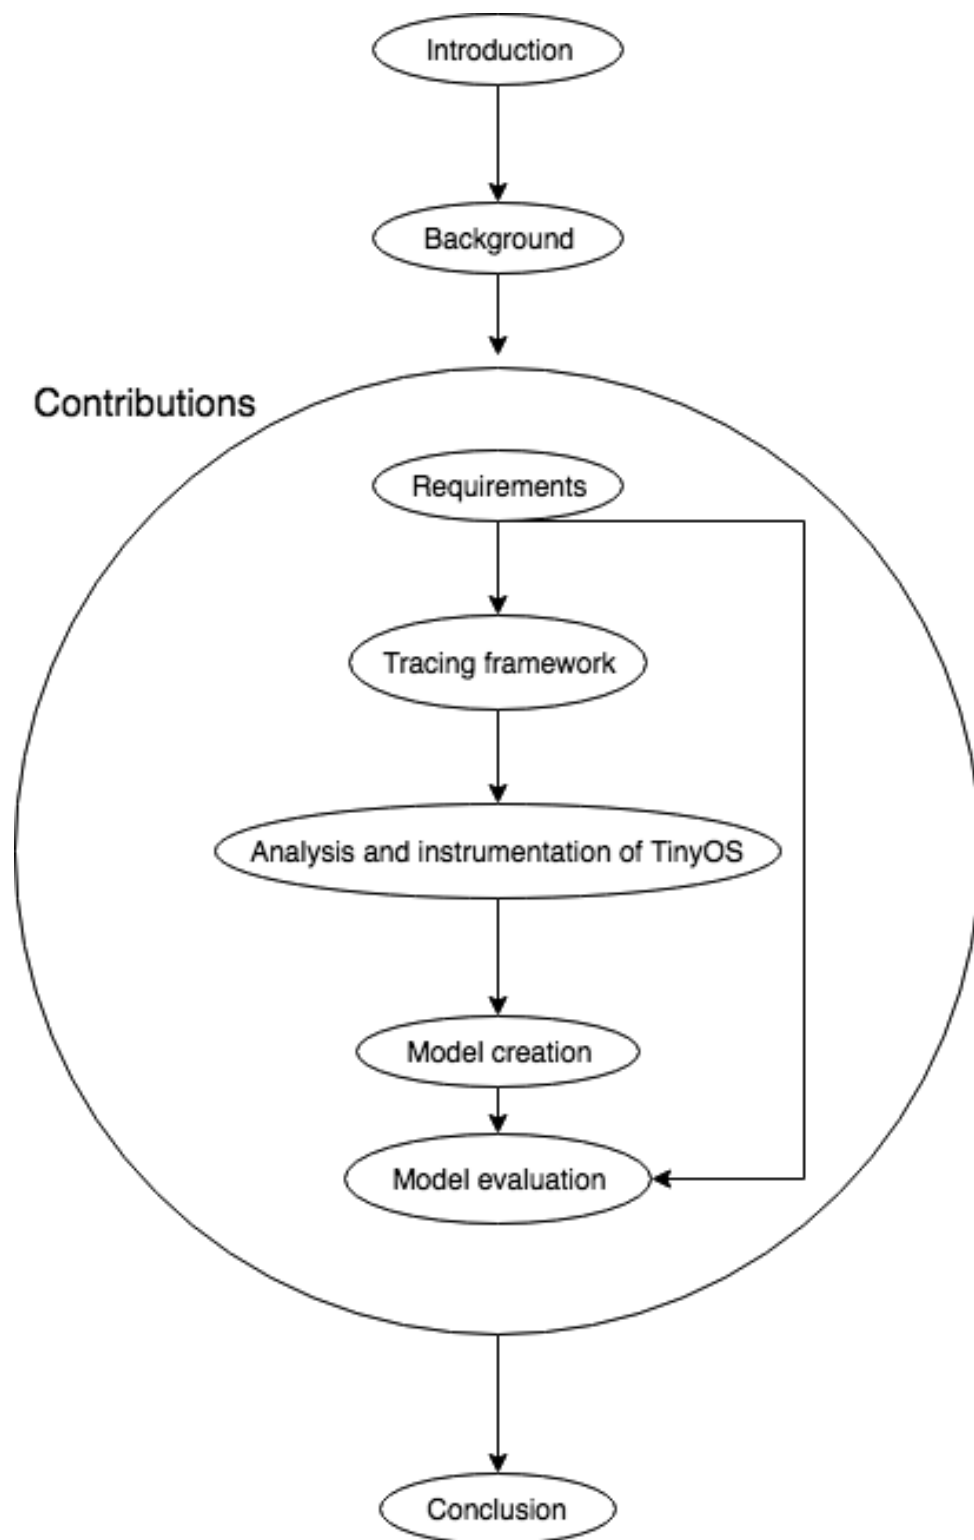 Introduction
Background
Contributions
Requirements
Tracing framework
Analysis and instrumentation of TinyOS
Model creation
Model evaluation
Conclusion